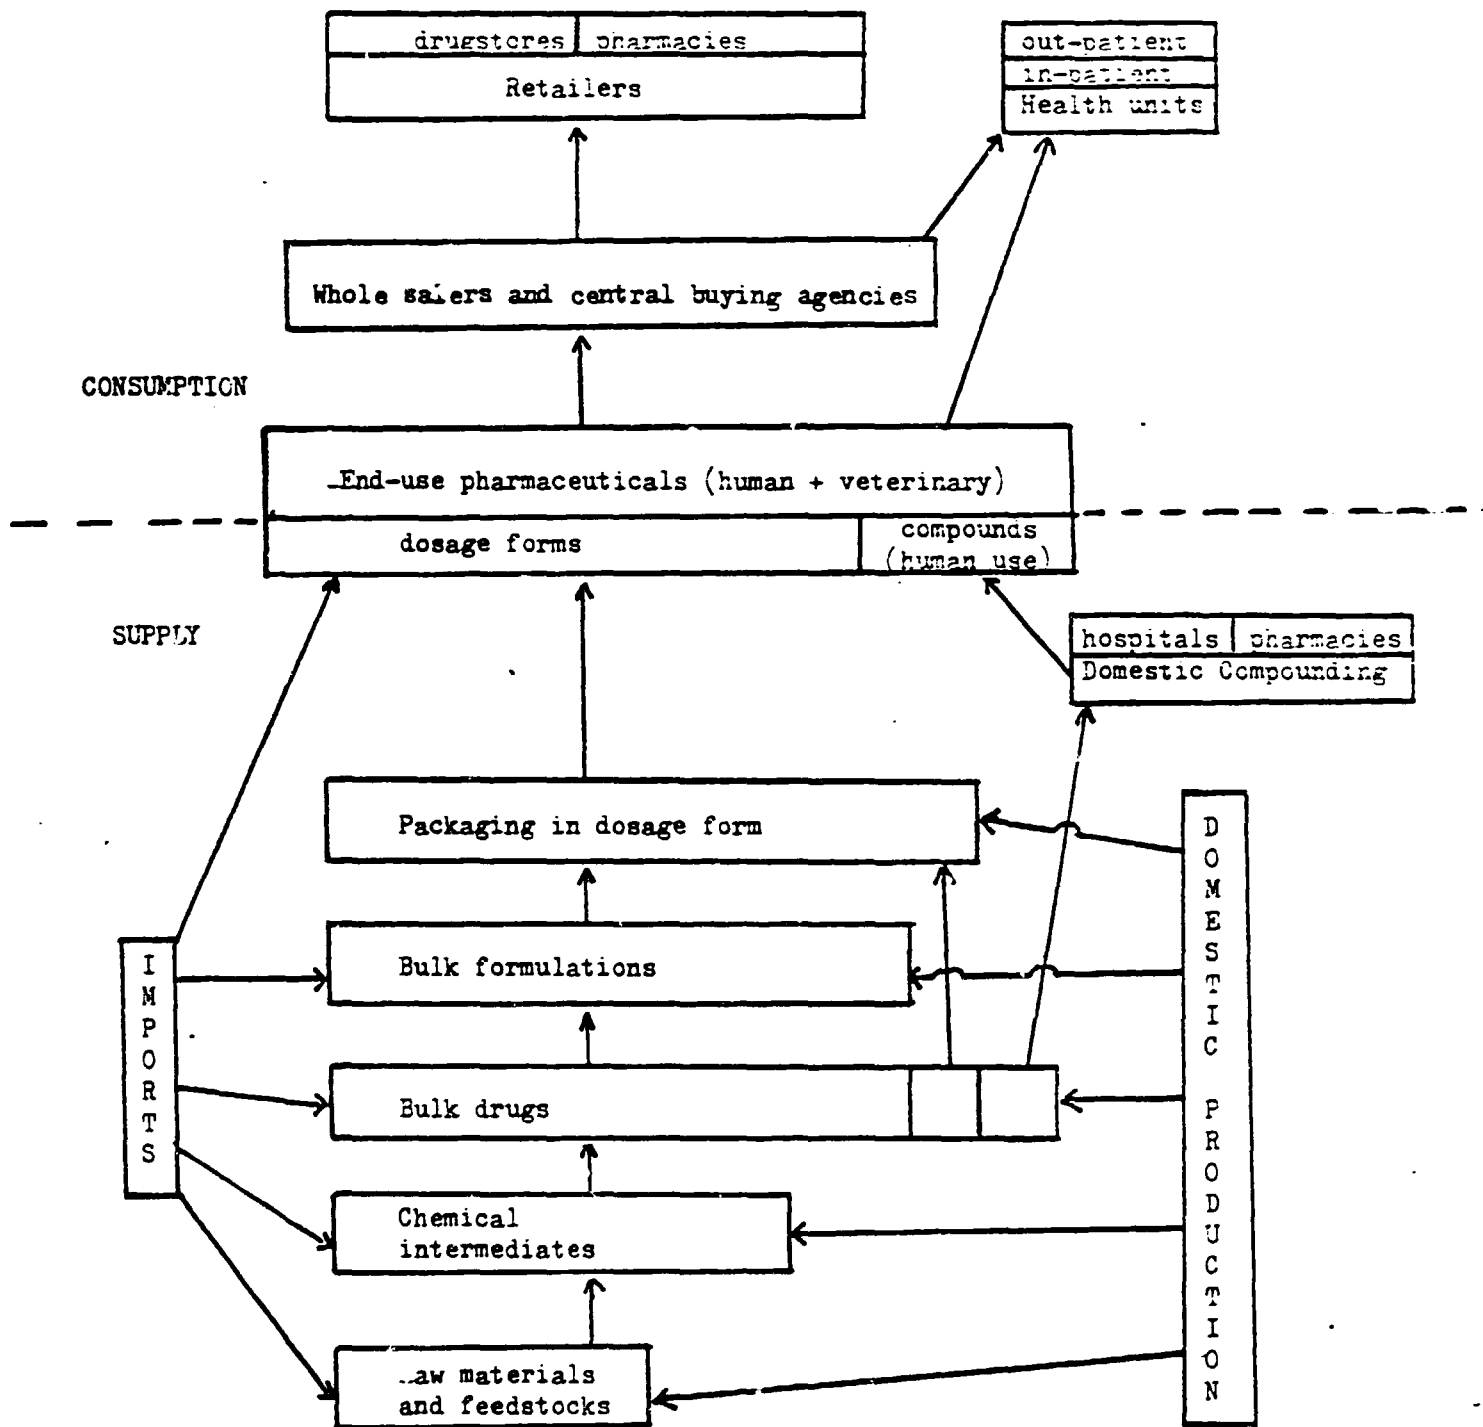 drugstores pharmacies
Retailers
out-patient
in-patient
Health units
Whole salers and central buying agencies
CONSUMPTION
End-use pharmaceuticals (human + veterinary)
dosage forms
compounds
(human use)
SUPPLY
hospitals pharmacies
Domestic Compounding
Packaging in dosage form
Bulk formulations
Bulk drugs
Chemical
intermediates
aw materials
and feedstocks
IMPORTS
DOMESTIC PRODUCTION